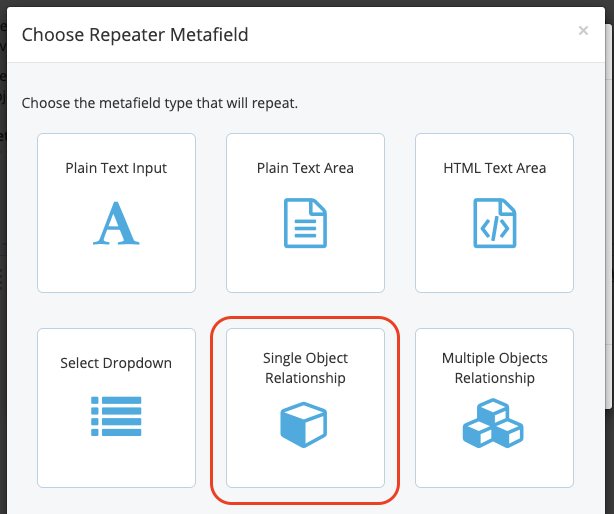 Choose Repeater Metafield
×
Choose the metafield type that will repeat.
Plain Text Input
Plain Text Area
HTML Text Area
Select Dropdown
Single Object
Relationship
Multiple Objects
Relationship